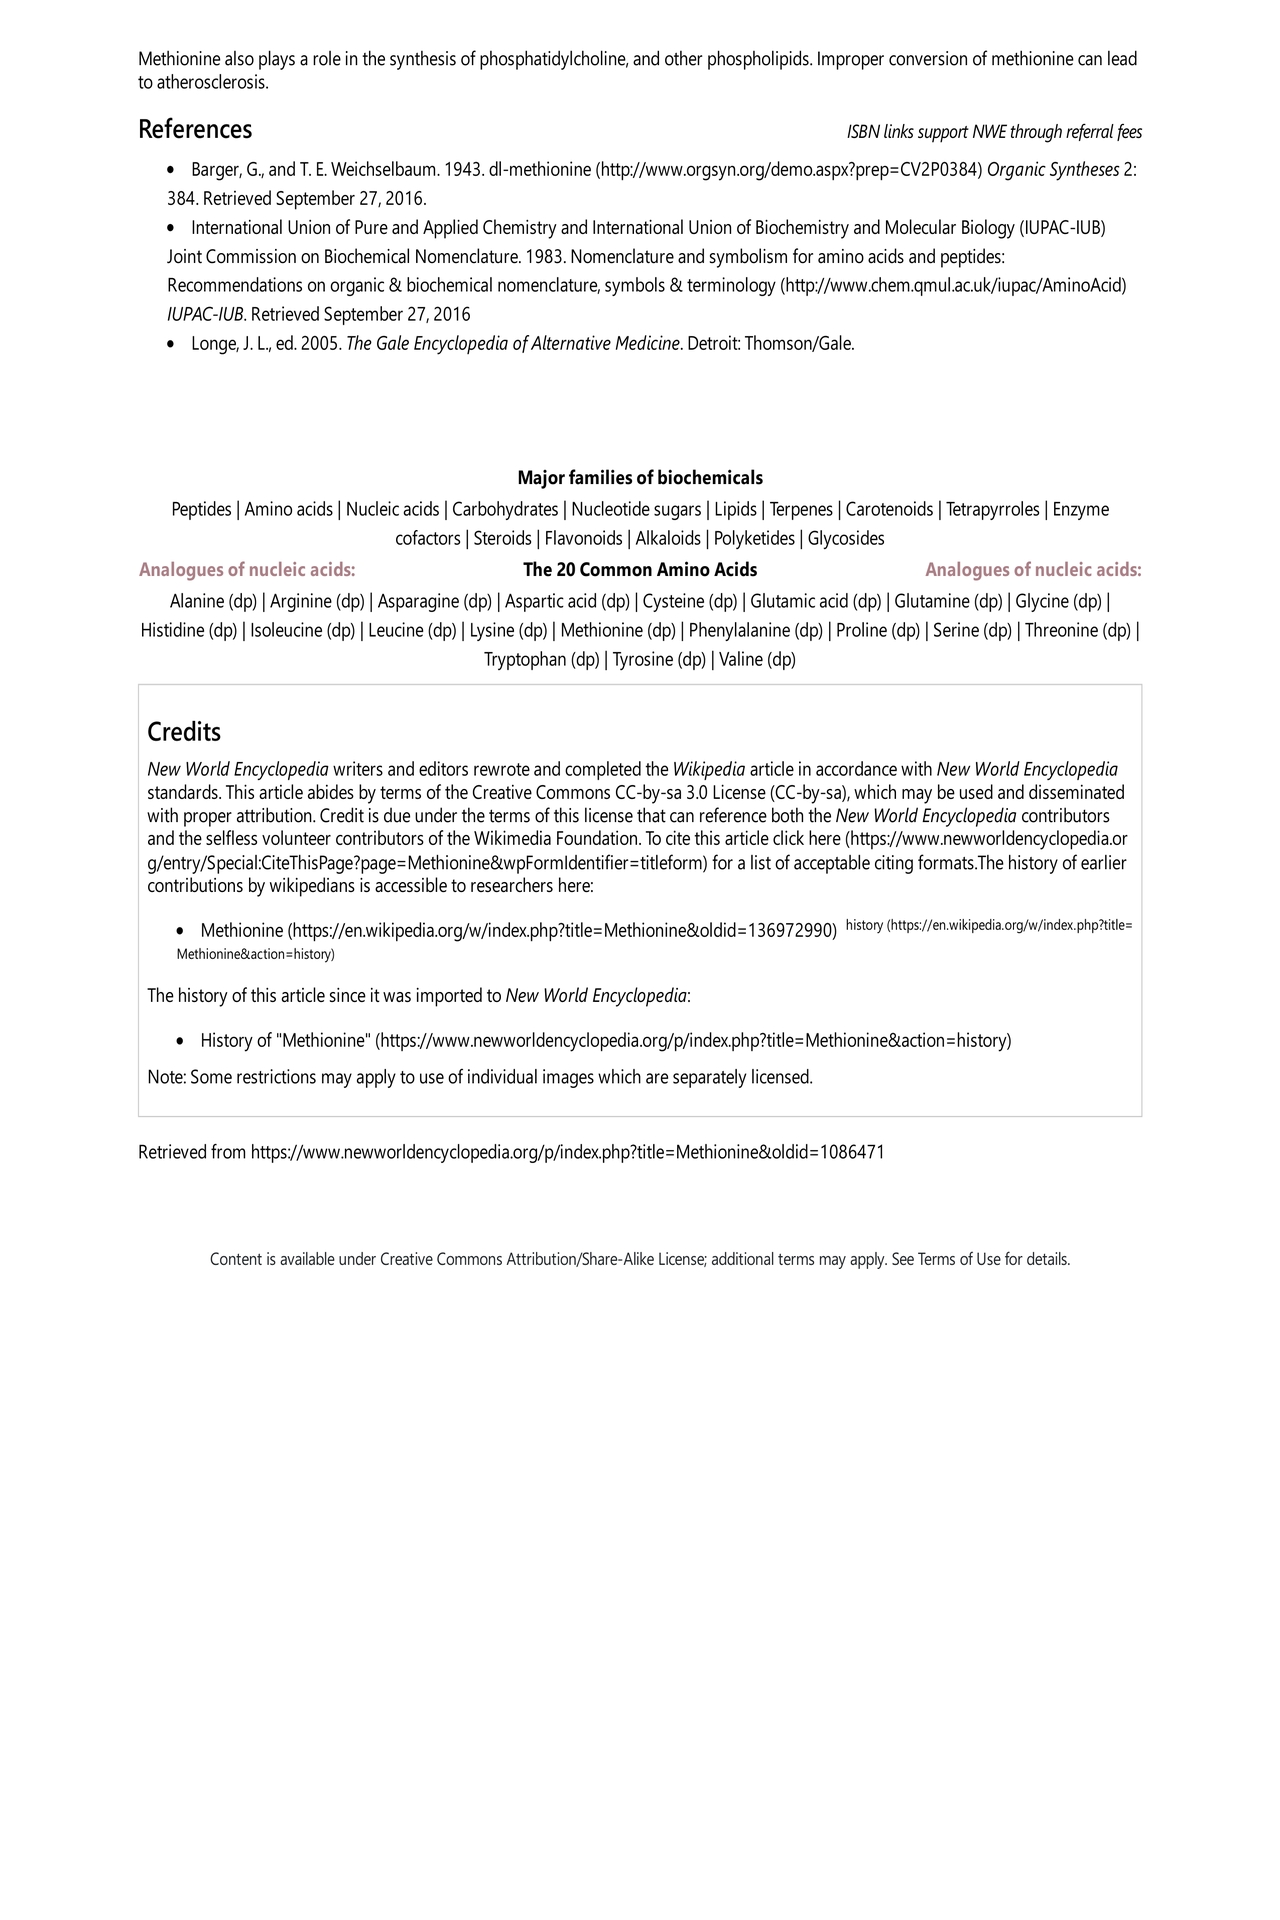 Methionine also plays a role in the synthesis of phosphatidylcholine, and other phospholipids. Improper conversion of methionine can lead
to atherosclerosis.
References
ISBN links support NWE through referral fees
• Barger, G., and T. E. Weichselbaum. 1943. dl-methionine (http://www.orgsyn.org/demo.aspx?prep=CV2P0384) Organic Syntheses 2:
384. Retrieved September 27, 2016.
• International Union of Pure and Applied Chemistry and International Union of Biochemistry and Molecular Biology (IUPAC-IUB)
Joint Commission on Biochemical Nomenclature. 1983. Nomenclature and symbolism for amino acids and peptides:
Recommendations on organic & biochemical nomenclature, symbols & terminology (http://www.chem.qmul.ac.uk/iupac/AminoAcid)
IUPAC-IUB. Retrieved September 27, 2016
• Longe, J. L., ed. 2005. The Gale Encyclopedia of Alternative Medicine. Detroit: Thomson/Gale.
Major families of biochemicals
Peptides | Amino acids | Nucleic acids | Carbohydrates | Nucleotide sugars | Lipids | Terpenes | Carotenoids | Tetrapyrroles | Enzyme
cofactors | Steroids | Flavonoids | Alkaloids | Polyketides | Glycosides
Analogues of nucleic acids: The 20 Common Amino Acids Analogues of nucleic acids:
Alanine (dp) | Arginine (dp) | Asparagine (dp) | Aspartic acid (dp) | Cysteine (dp) | Glutamic acid (dp) | Glutamine (dp) | Glycine (dp) |
Histidine (dp) | Isoleucine (dp) | Leucine (dp) | Lysine (dp) | Methionine (dp) | Phenylalanine (dp) | Proline (dp) | Serine (dp) | Threonine (dp) |
Tryptophan (dp) | Tyrosine (dp) | Valine (dp)
Credits
New World Encyclopedia writers and editors rewrote and completed the Wikipedia article in accordance with New World Encyclopedia
standards. This article abides by terms of the Creative Commons CC-by-sa 3.0 License (CC-by-sa), which may be used and disseminated
with proper attribution. Credit is due under the terms of this license that can reference both the New World Encyclopedia contributors
and the selfless volunteer contributors of the Wikimedia Foundation. To cite this article click here (https://www.newworldencyclopedia.or
g/entry/Special:CiteThisPage?page=Methionine&wpFormIdentifier=titleform) for a list of acceptable citing formats.The history of earlier
contributions by wikipedians is accessible to researchers here:
• Methionine (https://en.wikipedia.org/w/index.php?title=Methionine&oldid=136972990) history (https://en.wikipedia.org/w/index.php?title=
Methionine&action=history)
The history of this article since it was imported to New World Encyclopedia:
• History of "Methionine" (https://www.newworldencyclopedia.org/p/index.php?title=Methionine&action=history)
Note: Some restrictions may apply to use of individual images which are separately licensed.
Retrieved from https://www.newworldencyclopedia.org/p/index.php?title=Methionine&oldid=1086471
Content is available under Creative Commons Attribution/Share-Alike License; additional terms may apply. See Terms of Use for details.